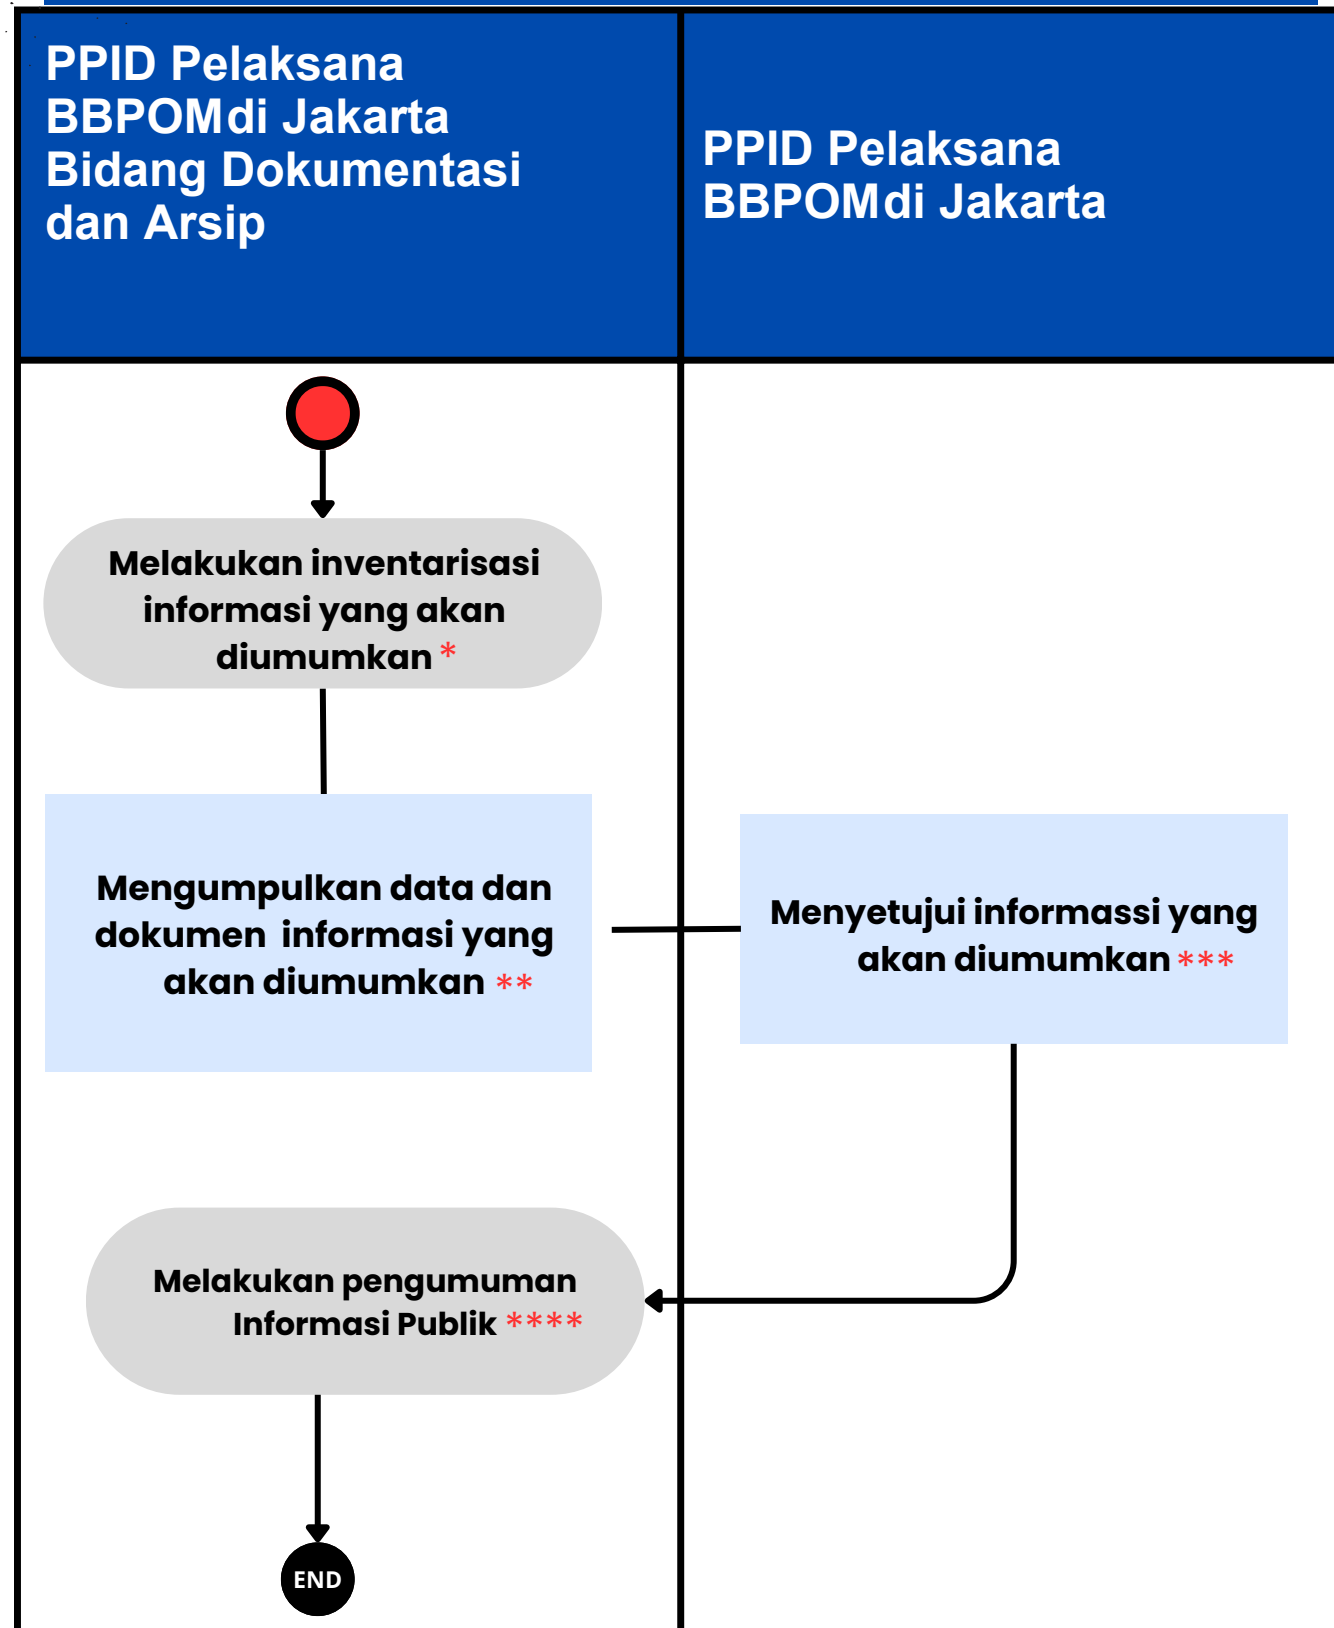 PPID Pelaksana
BBPOMdi Jakarta
Bidang Dokumentasi
dan Arsip
PPID Pelaksana
BBPOMdi Jakarta
Melakukan inventarisasi
informasi yang akan
diumumkan *
Mengumpulkan data dan
dokumen informasi yang
akan diumumkan **
Menyetujui informassi yang
akan diumumkan ***
Melakukan pengumuman
Informasi Publik ****
END